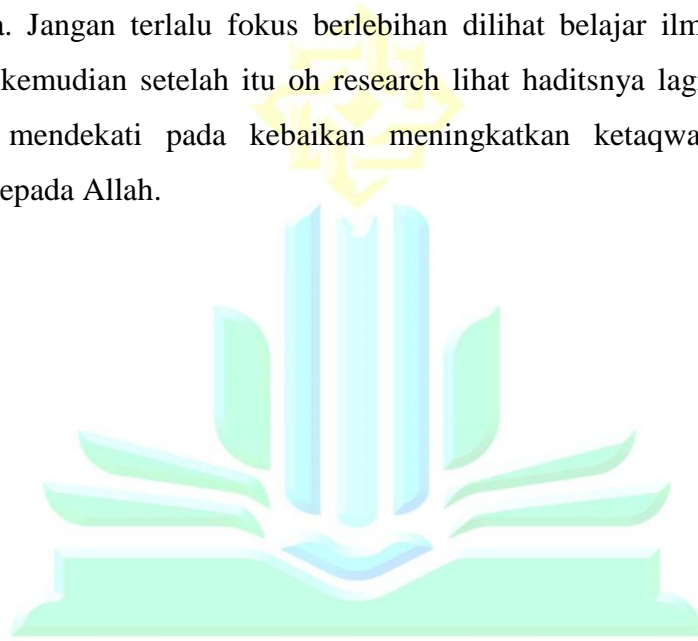 a. Jangan terlalu fokus berlebihan dilihat belajar ilm
kemudian setelah itu oh research lihat haditsnya lag
mendekati pada kebaikan meningkatkan ketaqwa
epada Allah.